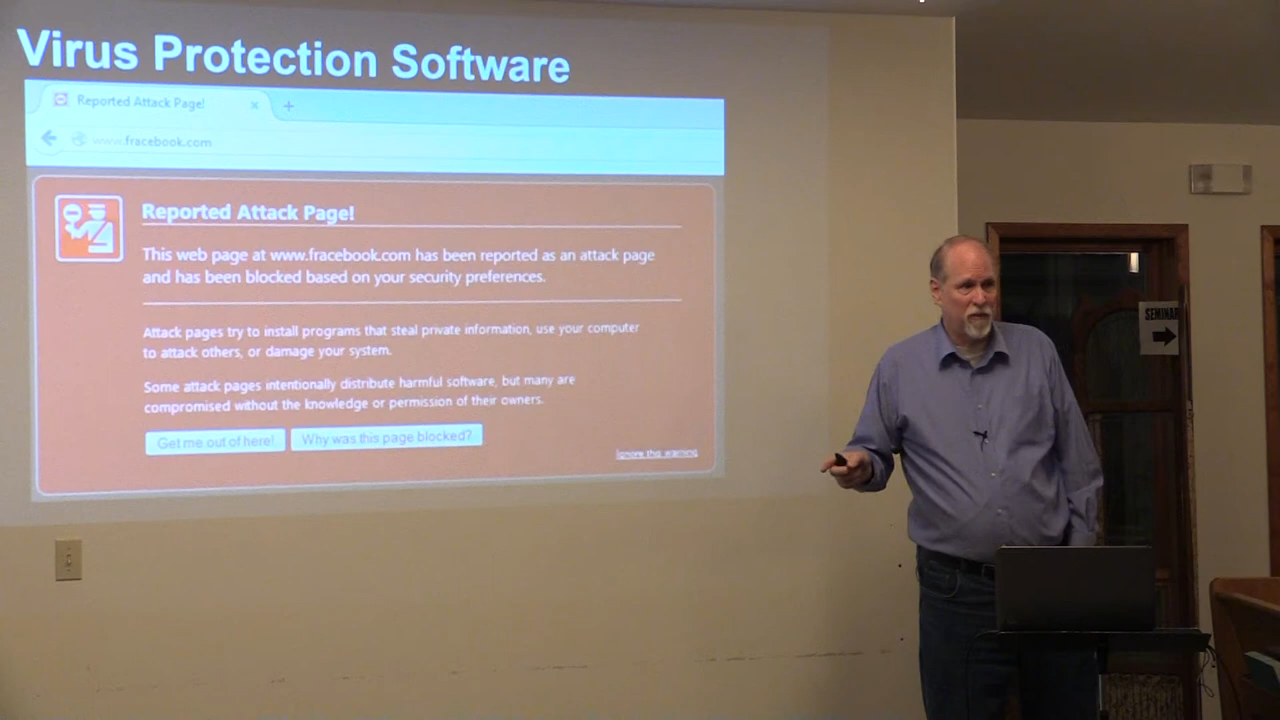 Virus Protection Software
Reported Attack Page!
www.fracebook.com
Reported Attack Page!
This web page at www.fracebook.com has been reported as an attack page
and has been blocked based on your security preferences.
Attack pages try to install programs that steal private information, use your computer
to attack others, or damage your system.
Some attack pages intentionally distribute harmful software, but many are
compromised without the knowledge or permission of their owners.
Get me out of here!
Why was this page blocked?
Ignore this warning
SEMINAR